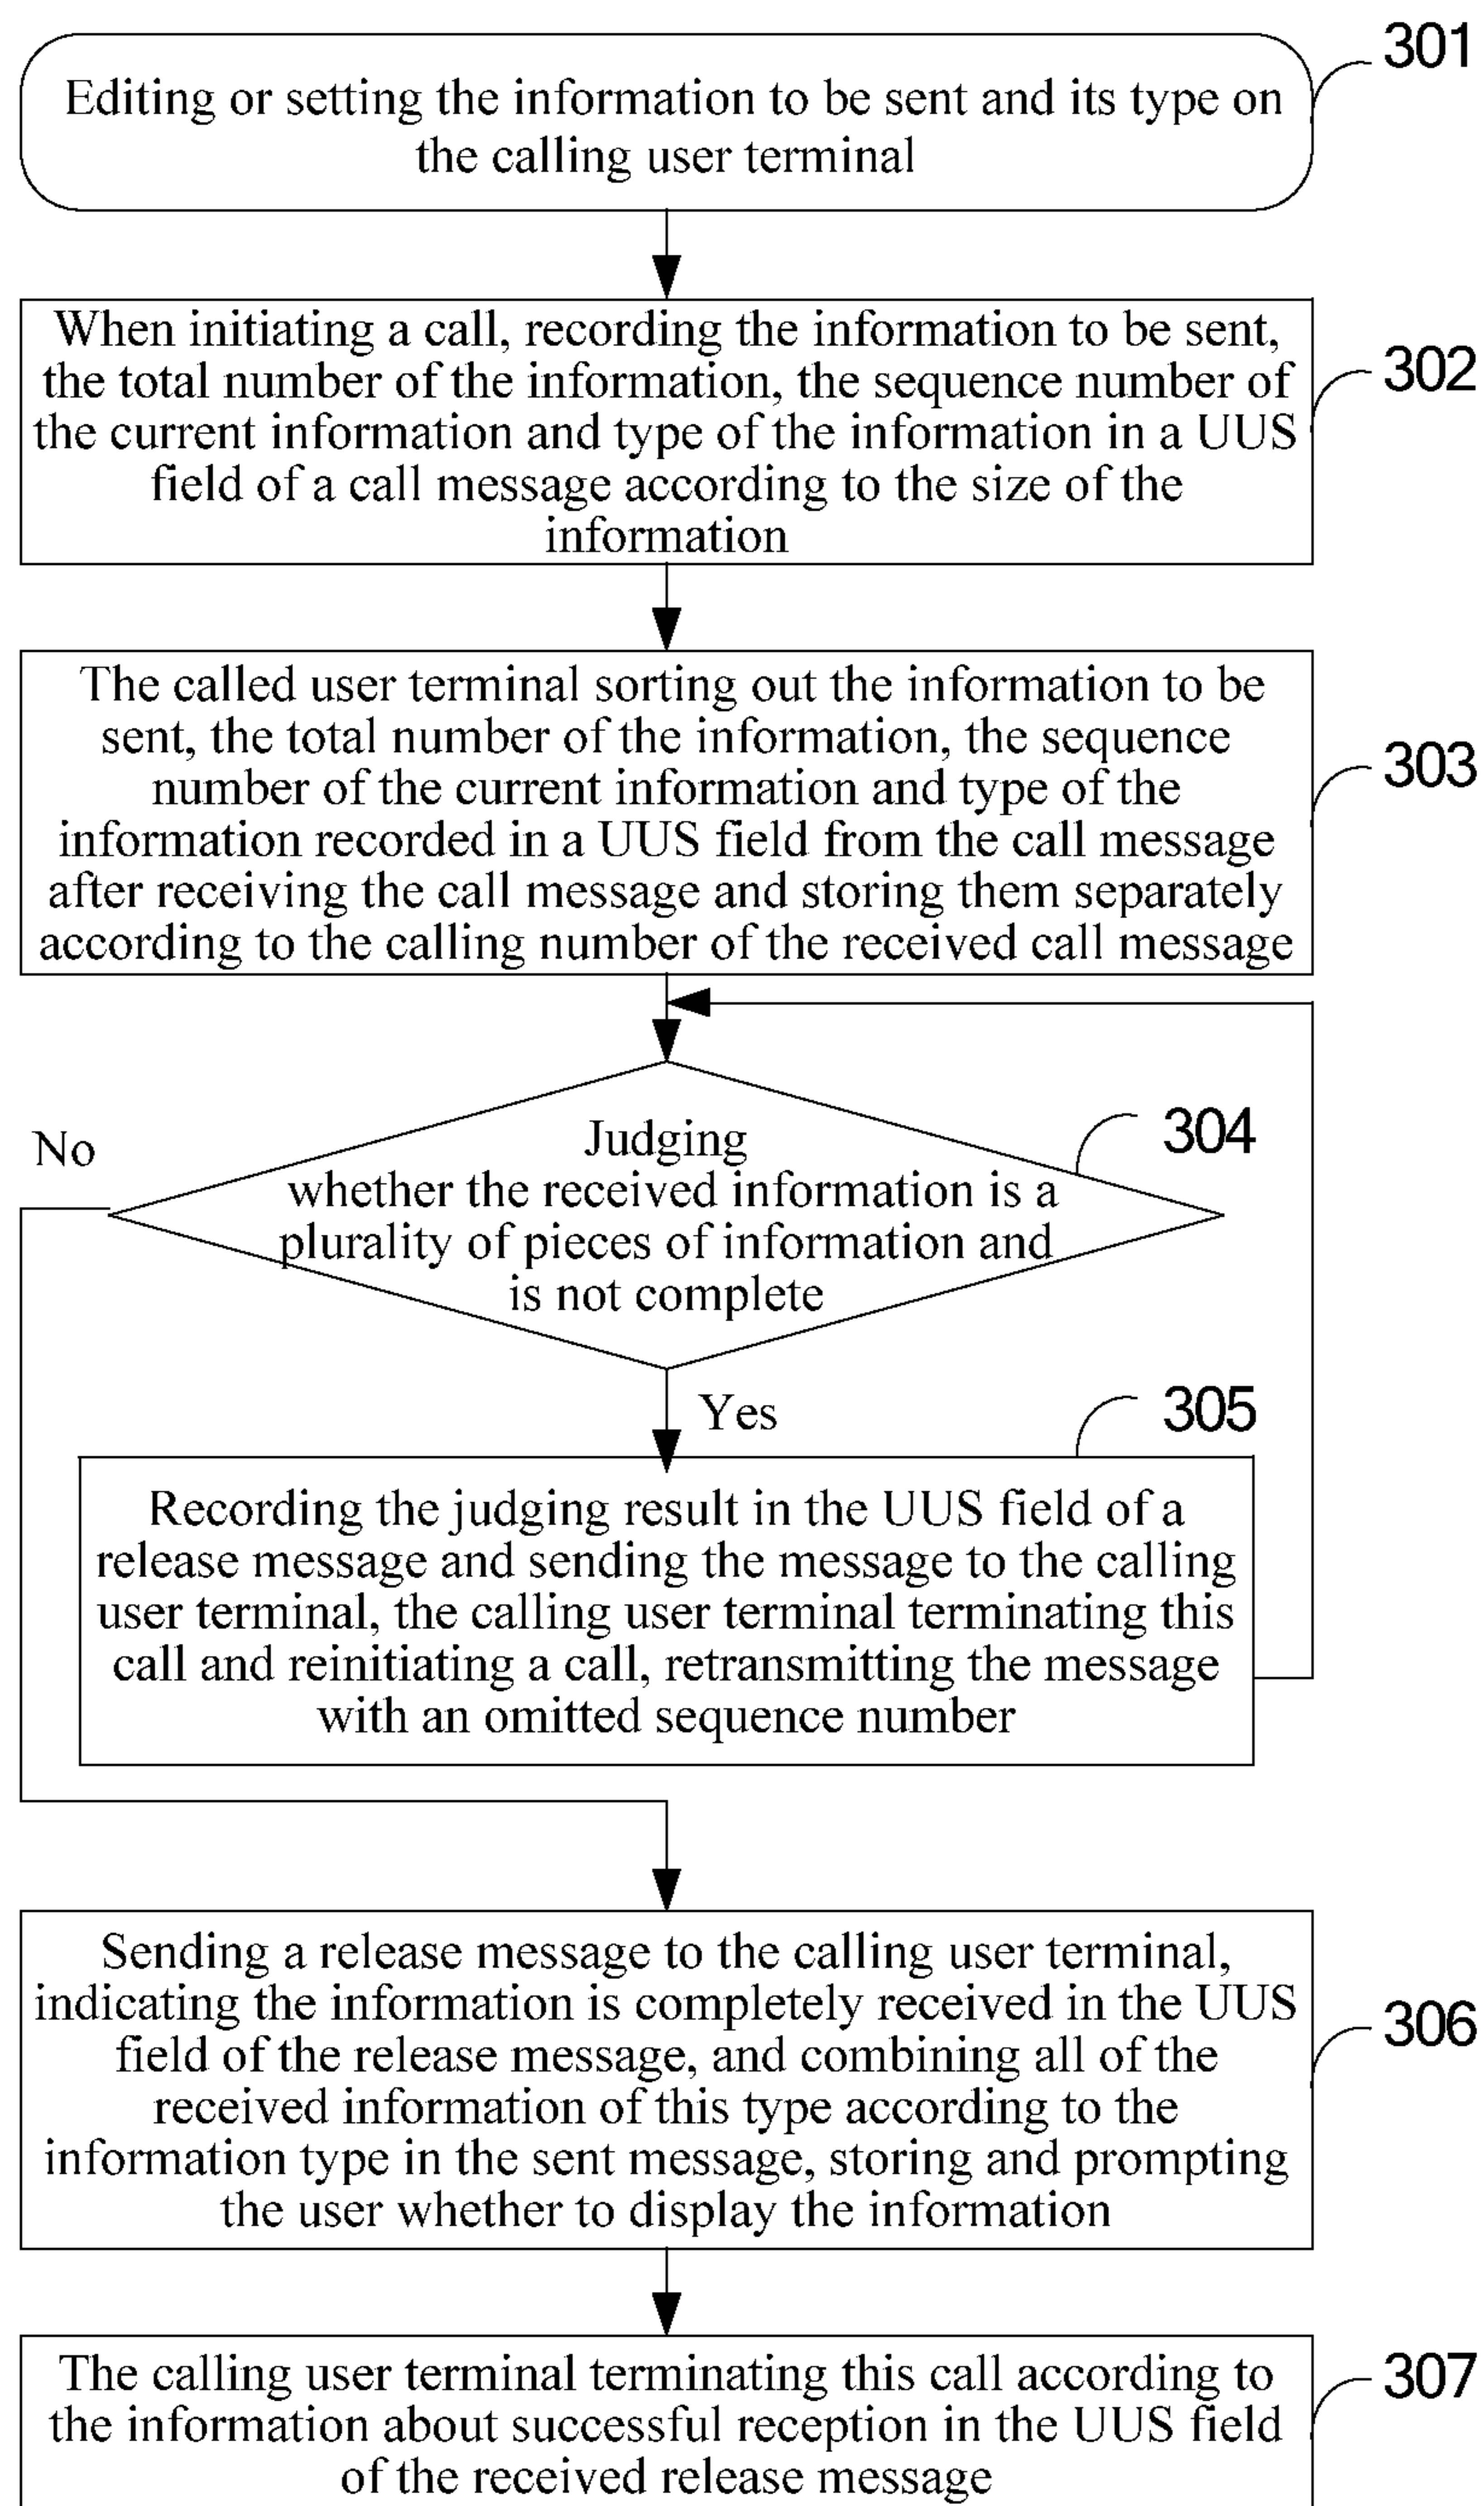 301
Editing or setting the information to be sent and its type on
the calling user terminal
When initiating a call, recording the information to be sent,
the total number of the information, the sequence number of
the current information and type of the information in a UUS
field of a call message according to the size of the
information
302
The called user terminal sorting out the information to be
sent, the total number of the information, the sequence
number of the current information and type of the
information recorded in a UUS field from the call message
after receiving the call message and storing them separately
according to the calling number of the received call message
303
No
Judging
whether the received information is a
plurality of pieces of information and
is not complete
304
Yes
305
Recording the judging result in the UUS field of a
release message and sending the message to the calling
user terminal, the calling user terminal terminating this
call and reinitiating a call, retransmitting the message
with an omitted sequence number
Sending a release message to the calling user terminal,
indicating the information is completely received in the UUS
field of the release message, and combining all of the
received information of this type according to the
information type in the sent message, storing and prompting
the user whether to display the information
306
The calling user terminal terminating this call according to
the information about successful reception in the UUS field
of the received release message
307